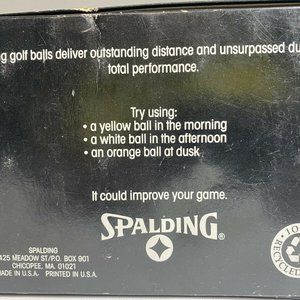 ng golf balls deliver outstanding distance and unsurpassed du
total performance.
Try using:
• a yellow ball in the morning
• a white ball in the afternoon
• an orange ball at dusk
It could improve your game.
SPALDING®
SPALDING
425 MEADOW ST/P.O. BOX 901
CHICOPEE, MA. 01021
MADE IN U.S.A. PRINTED IN U.S.A.